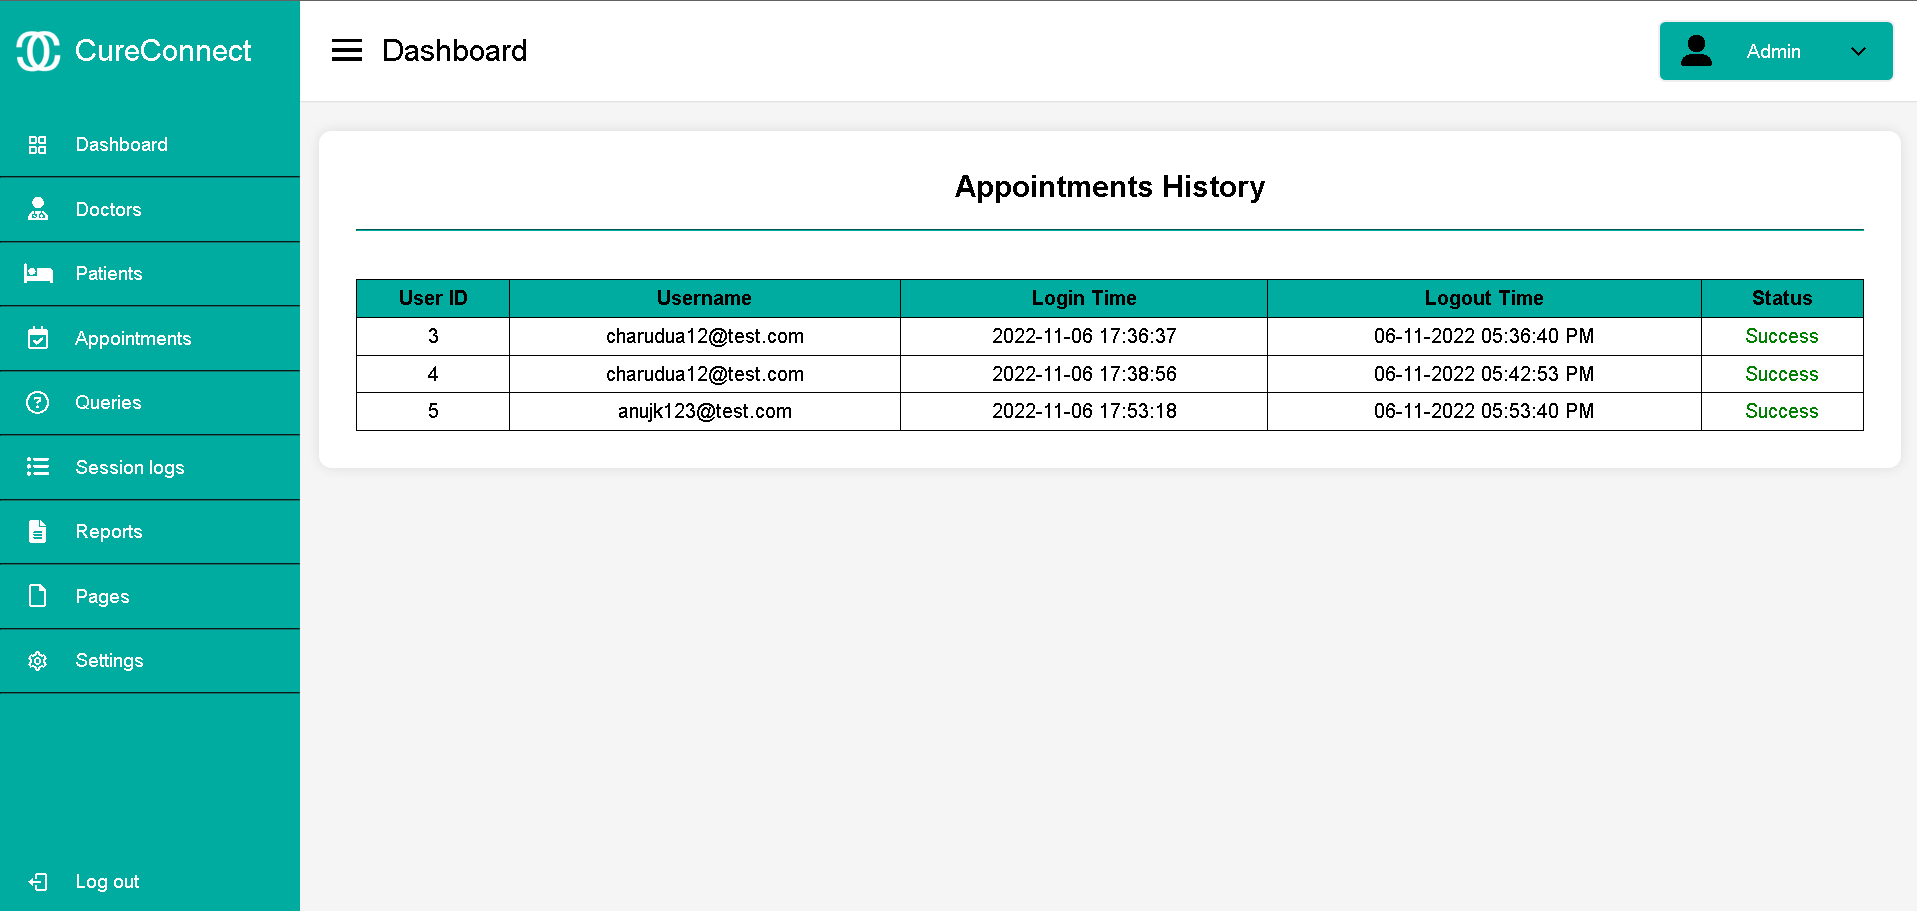 CureConnect
Dashboard
Doctors
Patients
Appointments
Queries
Session logs
Reports
Pages
Settings
Log out
Dashboard
Admin
Appointments History
User ID Username Login Time Logout Time Status
3 charudua12@test.com 2022-11-06 17:36:37 06-11-2022 05:36:40 PM Success
4 charudua12@test.com 2022-11-06 17:38:56 06-11-2022 05:42:53 PM Success
5 anujk123@test.com 2022-11-06 17:53:18 06-11-2022 05:53:40 PM Success